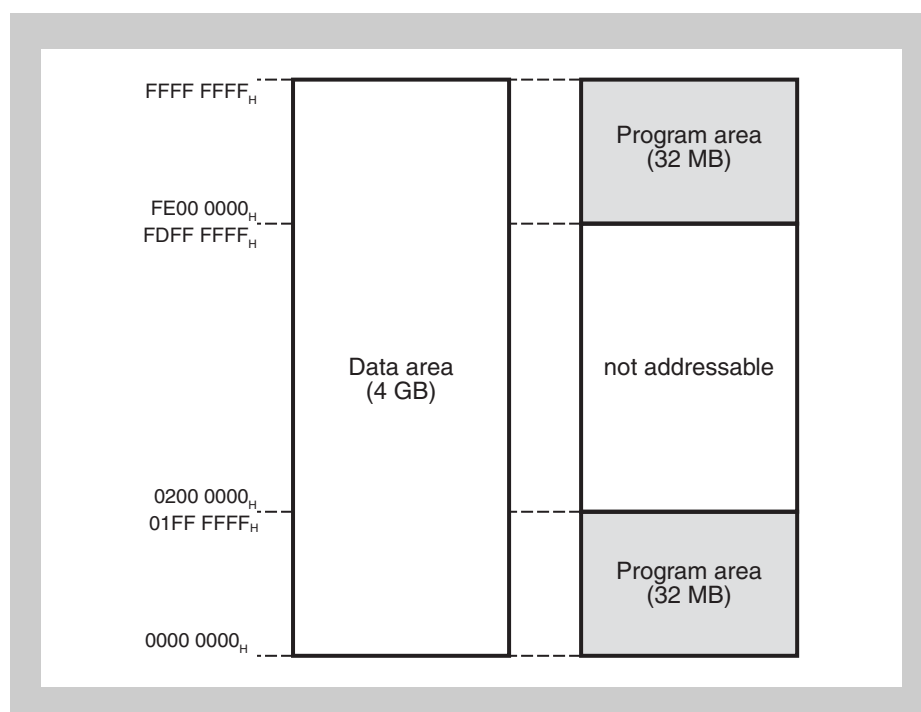 FFFF FFFFH
Program area
(32 MB)
FE00 0000H
FDFF FFFFH
Data area
(4 GB)
not addressable
0200 0000H
01FF FFFFH
Program area
(32 MB)
0000 0000H